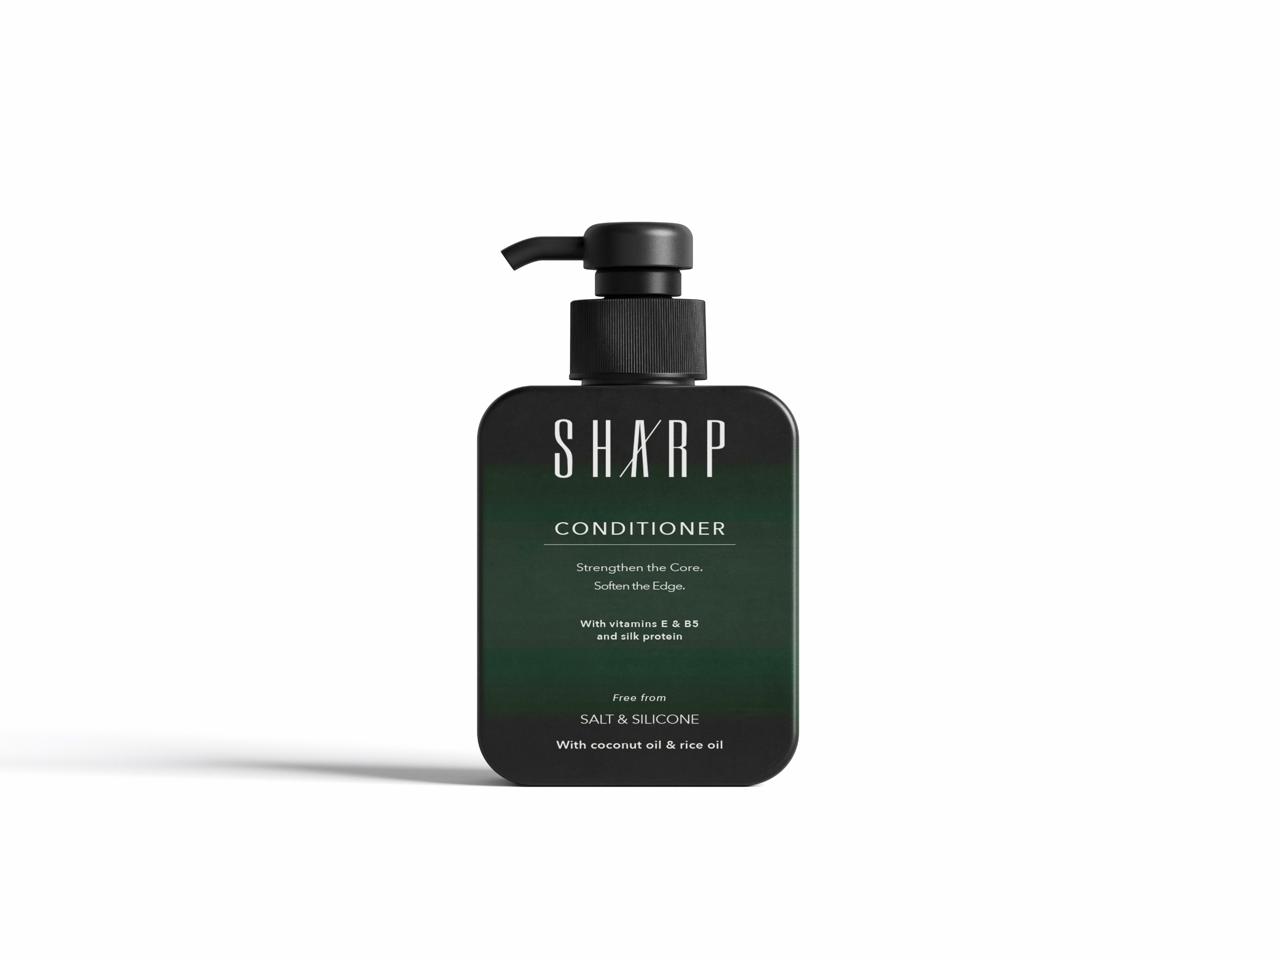 SHARP
CONDITIONER
Strengthen the Core.
Soften the Edge.
With vitamins E & B5
and silk protein
Free from
SALT & SILICONE
With coconut oil & rice oil